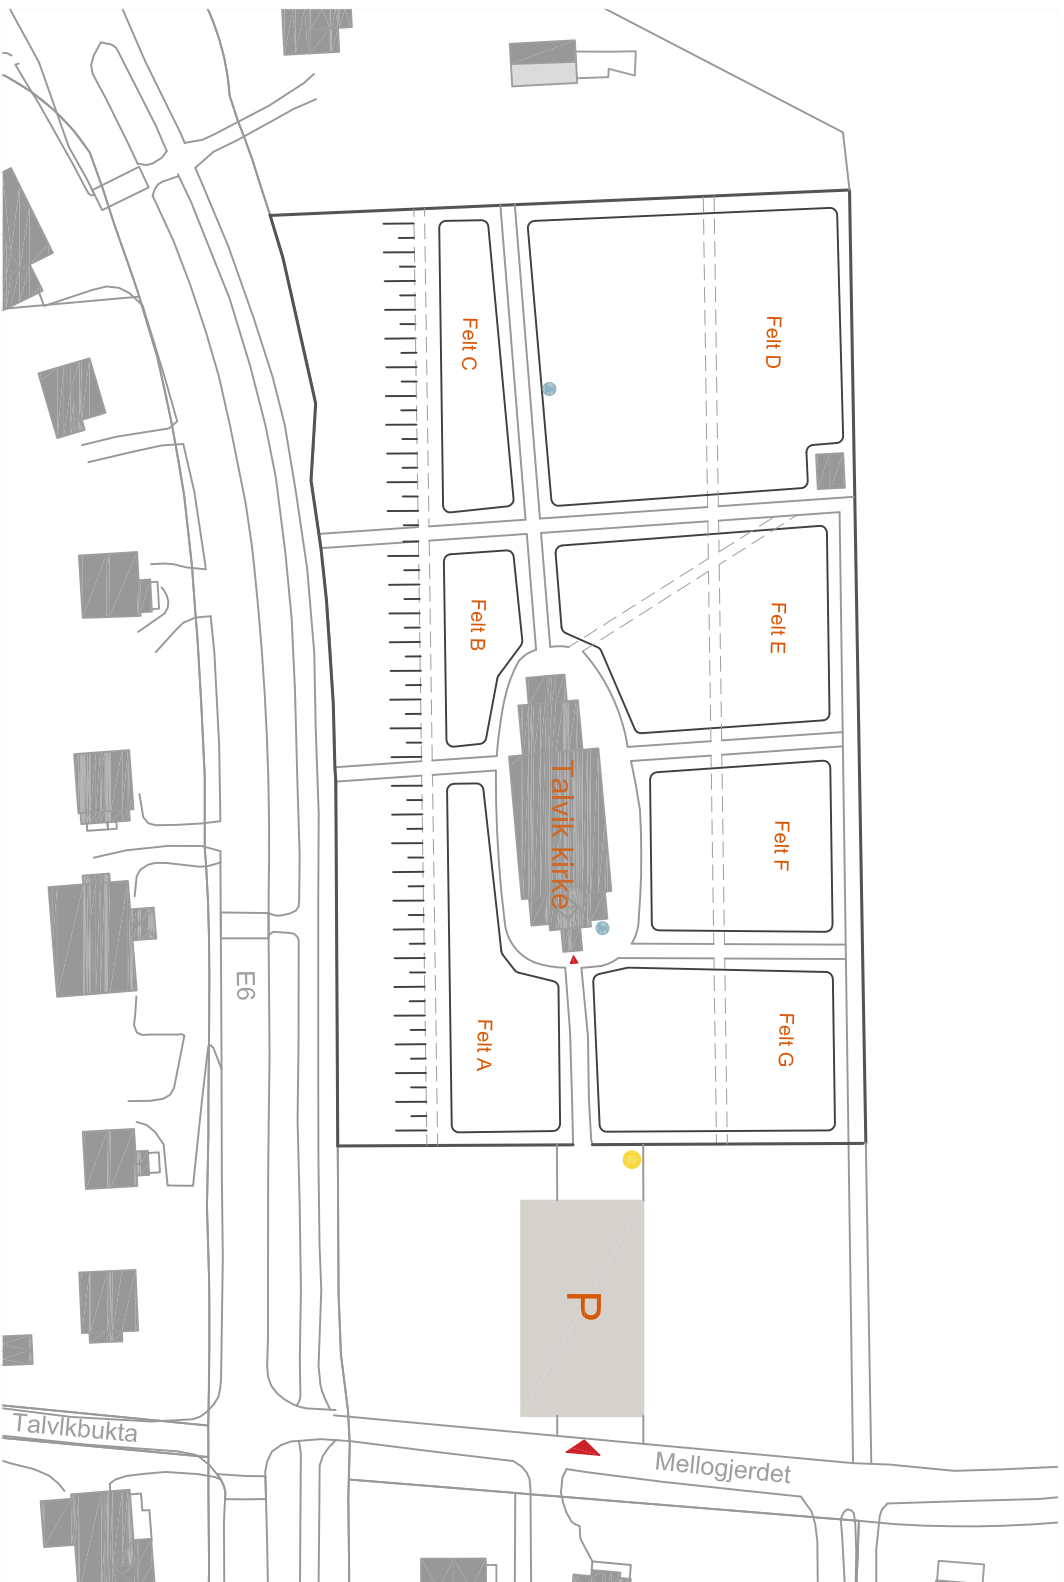 Felt C
Felt D
Felt B
Felt E
Talvik kirke
Felt F
E6
Felt A
Felt G
P
Talvikbukta
Mellogjerdet